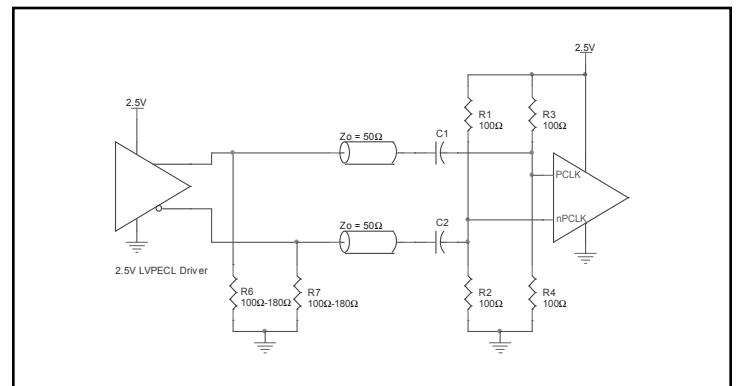 2.5V
2.5V
R1
100Ω
R3
100Ω
Zo = 50Ω
C1
PCLK
Zo = 50Ω
C2
nPCLK
2.5V LVPECL Driver
R6
100Ω-180Ω
R7
100Ω-180Ω
R2
100Ω
R4
100Ω